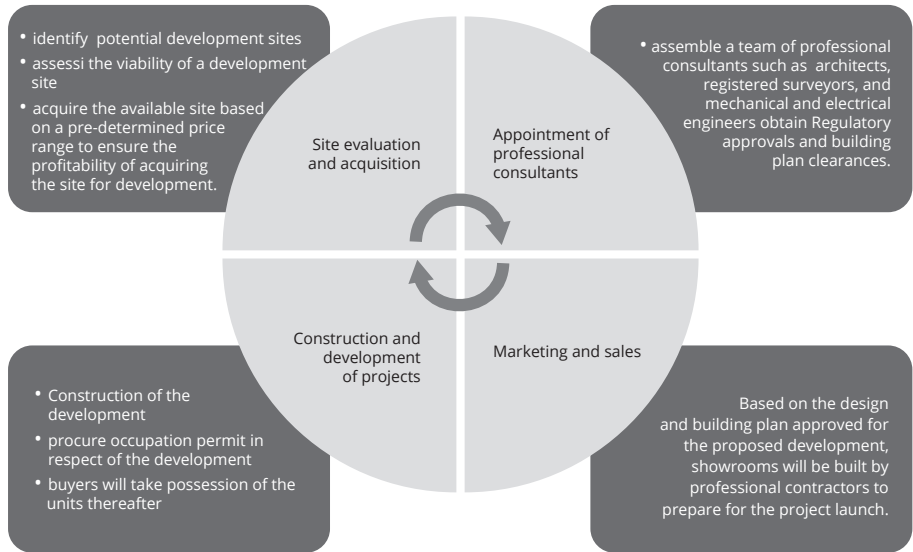 • identify  potential development sites
• assessi the viability of a development
site
• acquire the available site based
on a pre-determined price
range to ensure the
profitability of acquiring
the site for development.
Site evaluation
and acquisition
Appointment of
professional
consultants
• assemble a team of professional
consultants such as  architects,
registered surveyors, and
mechanical and electrical
engineers obtain Regulatory
approvals and building
plan clearances.
Construction and
development
of projects
Marketing and sales
• Construction of the
development
• procure occupation permit in
respect of the development
• buyers will take possession of the
units thereafter
Based on the design
and building plan approved for
the proposed development,
showrooms will be built by
professional contractors to
prepare for the project launch.